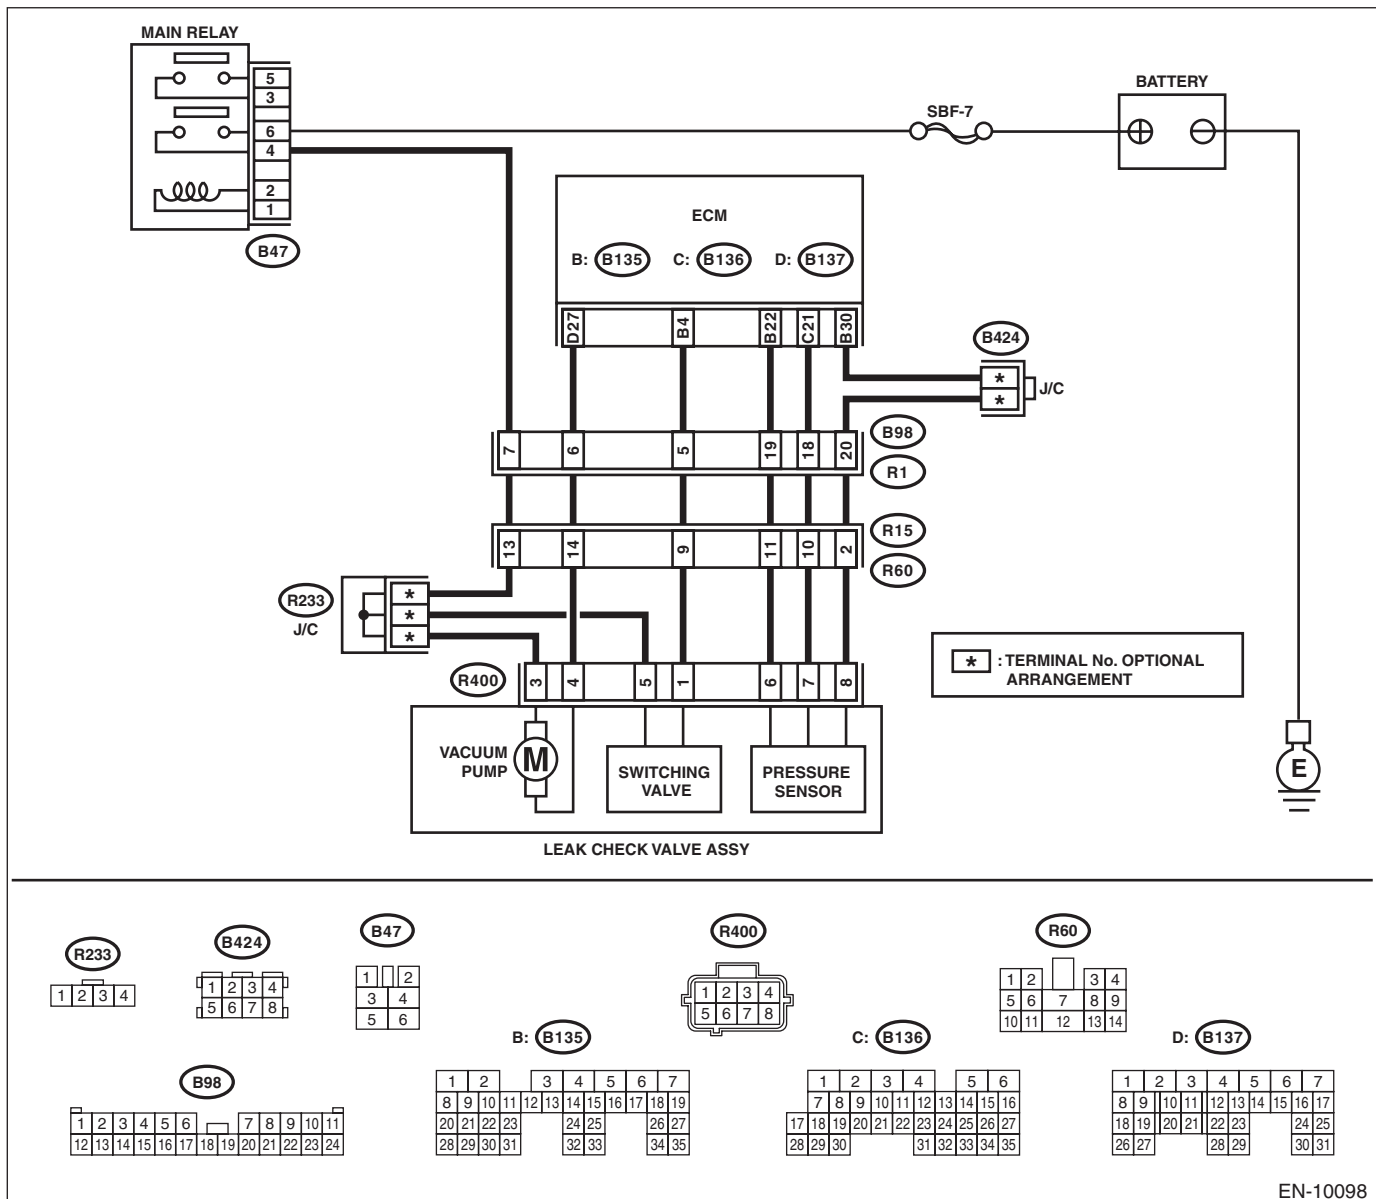 MAIN RELAY
5
3
6
4
2
1
B47
SBF-7
BATTERY
ECM
B: B135 C: B136 D: B137
D27 B4 B22 C21 B30
B424
* J/C
*
7 6 5 19 18 20
B98
R1
13 14 9 11 10 2
R15
R60
R233
J/C
*
*
*
* : TERMINAL No. OPTIONAL
ARRANGEMENT
R400
3 4 5 1 6 7 8
VACUUM
PUMP
M
SWITCHING
VALVE
PRESSURE
SENSOR
E
LEAK CHECK VALVE ASSY
R233
1 2 3 4
B424
1 2 3 4
5 6 7 8
B47
1 2
3 4
5 6
R400
1 2 3 4
5 6 7 8
R60
1 2 3 4
5 6 7 8 9
10 11 12 13 14
B98
1 2 3 4 5 6 7 8 9 10 11
12 13 14 15 16 17 18 19 20 21 22 23 24
B: B135
1 2 3 4 5 6 7
8 9 10 11 12 13 14 15 16 17 18 19
20 21 22 23 24 25 26 27
28 29 30 31 32 33 34 35
C: B136
1 2 3 4 5 6
7 8 9 10 11 12 13 14 15 16
17 18 19 20 21 22 23 24 25 26 27
28 29 30 31 32 33 34 35
D: B137
1 2 3 4 5 6 7
8 9 10 11 12 13 14 15 16 17
18 19 20 21 22 23 24 25
26 27 28 29 30 31
EN-10098